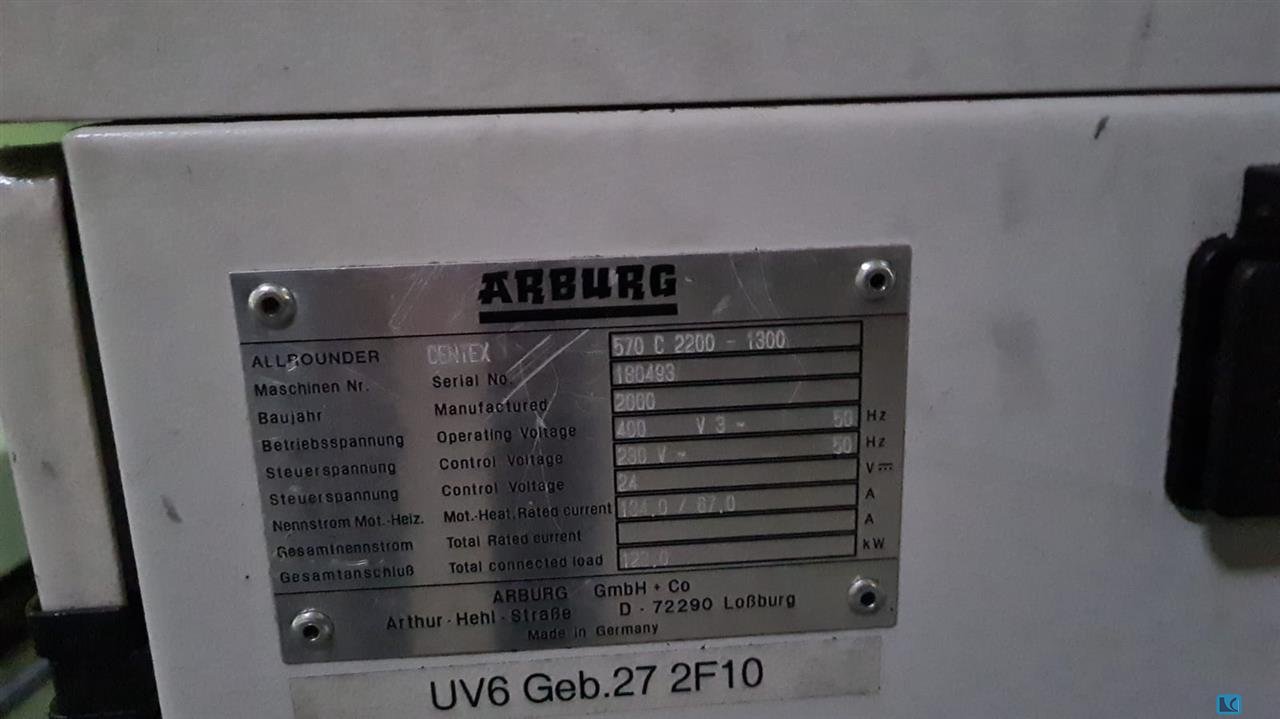 ARBURG
ALLROUNDER CENTEX 570 C 2200 - 1300
Maschinen Nr. Serial No. 180493
Baujahr Manufactured 2000
Betriebsspannung Operating Voltage 400 V 3 ~ 50 Hz
Steuerspannung Control Voltage 230 V ~ 50 Hz
Steuerspannung Control Voltage 24 V
Nennstrom Mot.-Heiz. Mot.-Heat. Rated current 134,0 / 67,0 A
Gesamtnennstrom Total Rated current A
Gesamtanschluß Total connected load kW
ARBURG GmbH + Co
Arthur - Hehl - Straße D - 72290 Loßburg
Made in Germany
UV6 Geb.27 2F10